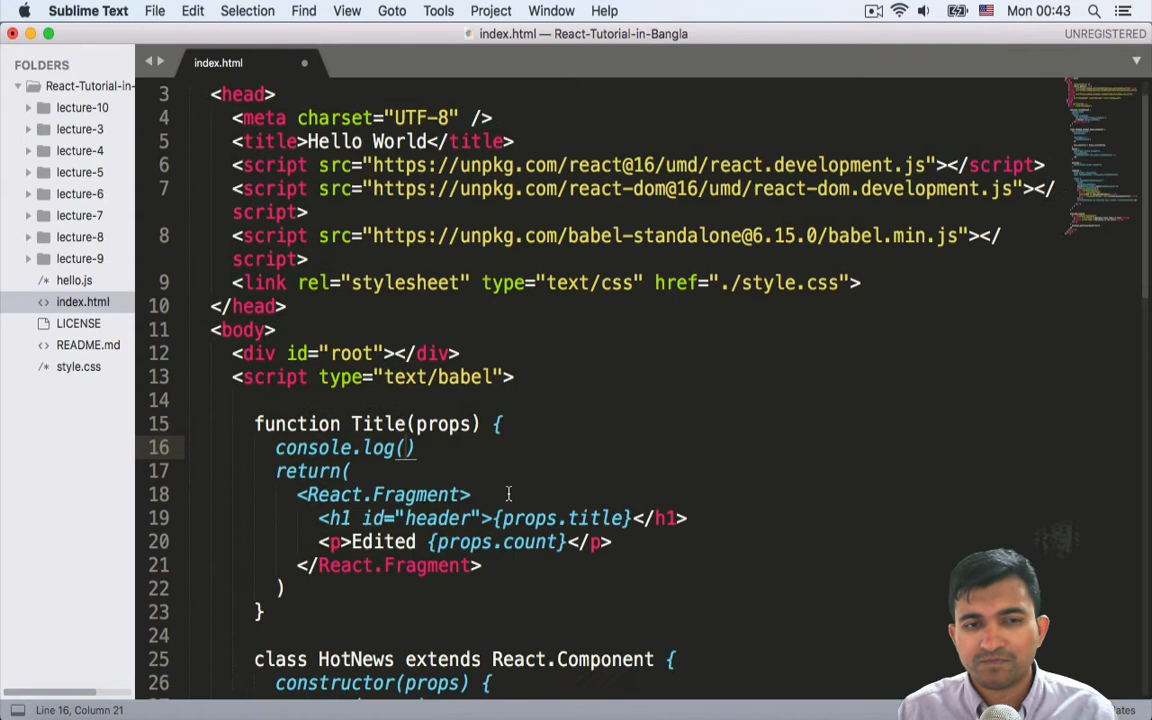 Sublime Text File Edit Selection Find View Goto Tools Project Window Help Mon 00:43
index.html — React-Tutorial-in-Bangla UNREGISTERED
FOLDERS
React-Tutorial-in-
lecture-10
lecture-3
lecture-4
lecture-5
lecture-6
lecture-7
lecture-8
lecture-9
hello.js
index.html
LICENSE
README.md
style.css
index.html
3 <head>
4 <meta charset="UTF-8" />
5 <title>Hello World</title>
6 <script src="https://unpkg.com/react@16/umd/react.development.js"></script>
7 <script src="https://unpkg.com/react-dom@16/umd/react-dom.development.js"></
script>
8 <script src="https://unpkg.com/babel-standalone@6.15.0/babel.min.js"></
script>
9 <link rel="stylesheet" type="text/css" href="./style.css">
10 </head>
11 <body>
12 <div id="root"></div>
13 <script type="text/babel">
14
15 function Title(props) {
16 console.log()
17 return(
18 <React.Fragment>
19 <h1 id="header">{props.title}</h1>
20 <p>Edited {props.count}</p>
21 </React.Fragment>
22 )
23 }
24
25 class HotNews extends React.Component {
26 constructor(props) {
Line 16, Column 21